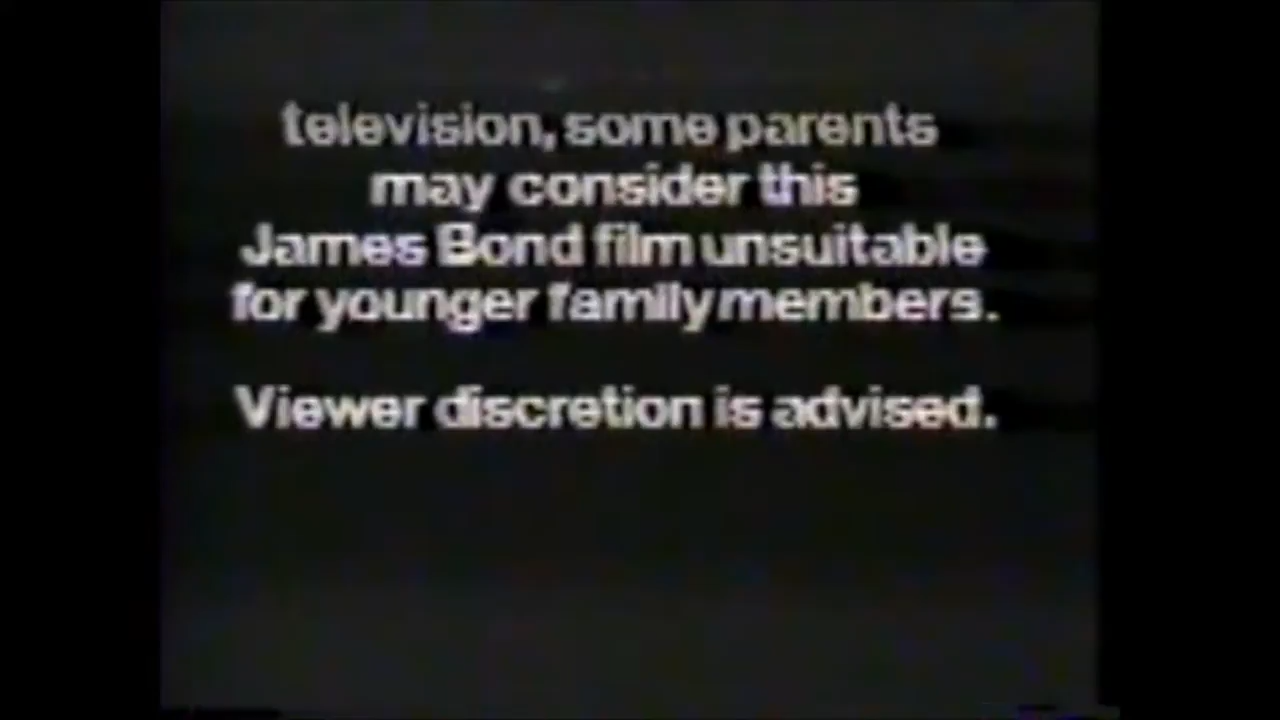 television, some parents
may consider this
James Bond film unsuitable
for younger family members.
Viewer discretion is advised.